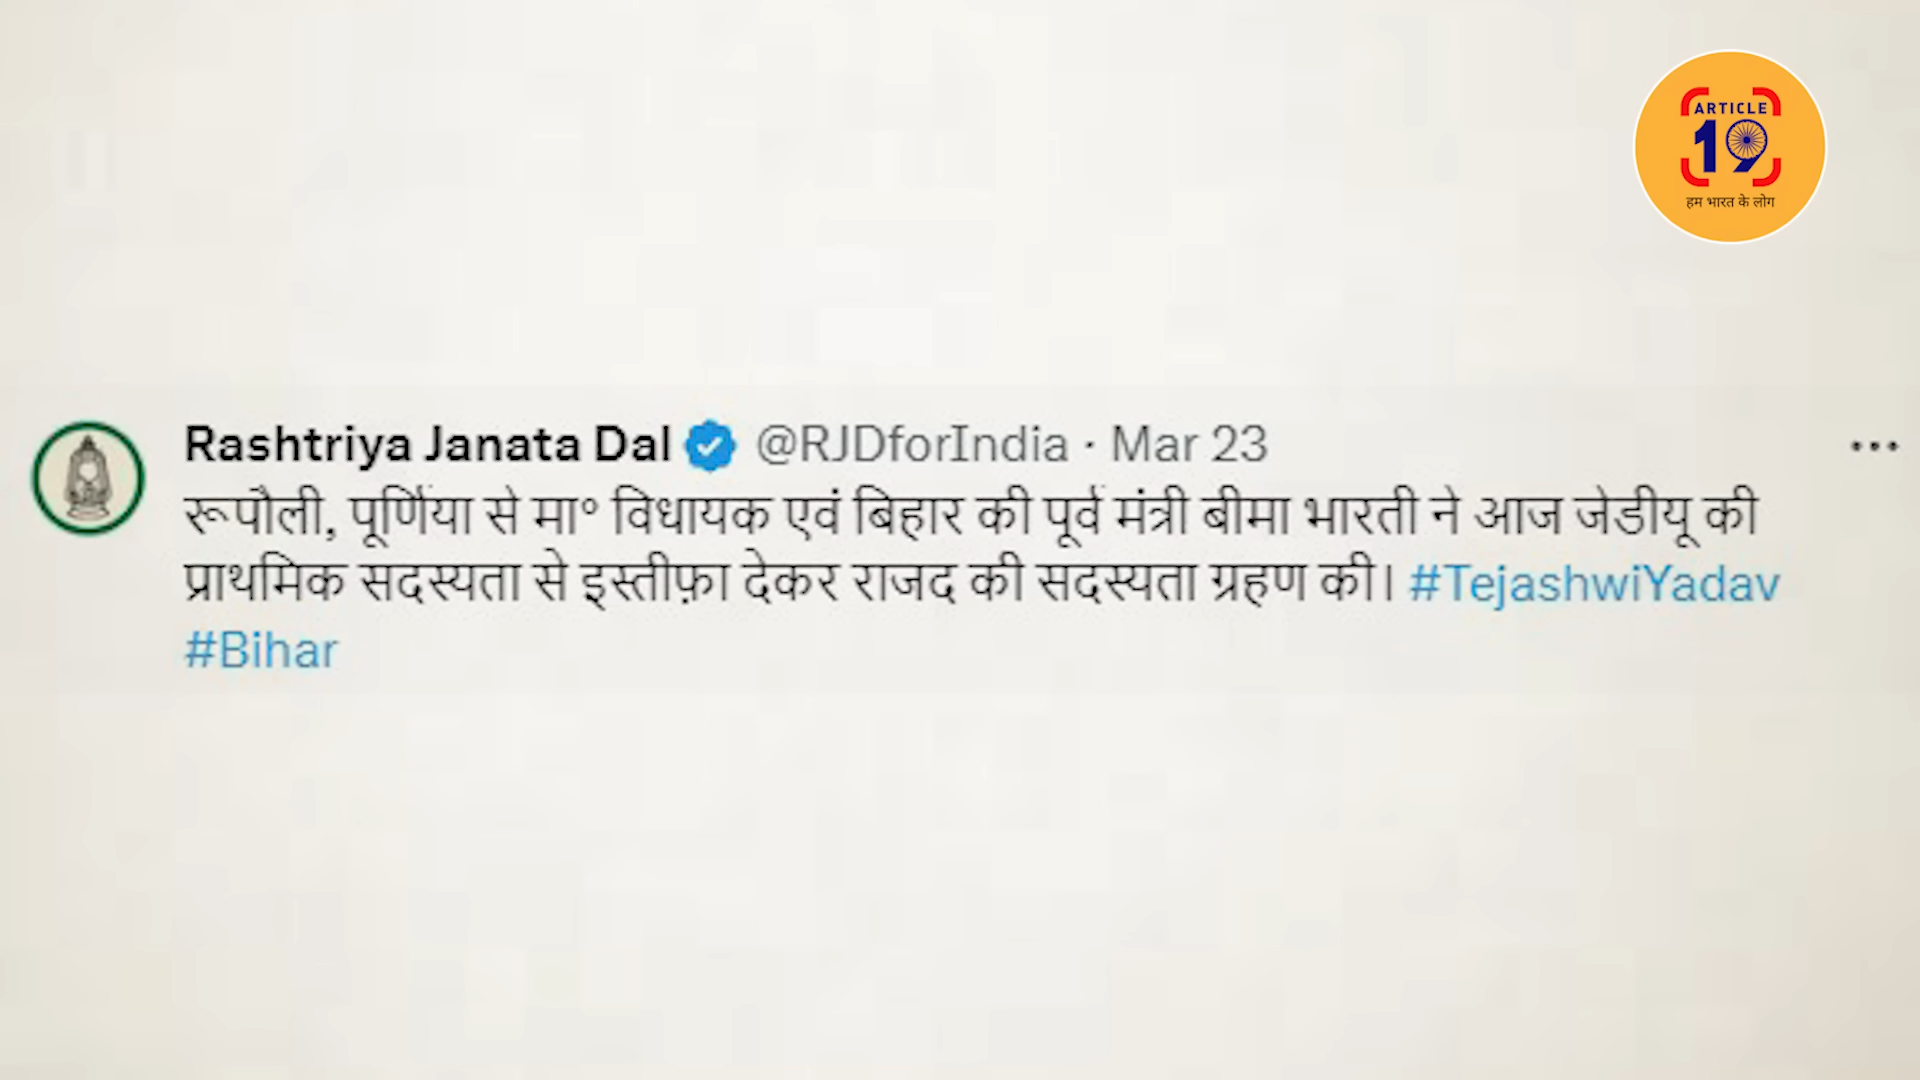 ARTICLE
19
हम भारत के लोग
Rashtriya Janata Dal @RJDforIndia · Mar 23
रूपौली, पूर्णिया से मा° विधायक एवं बिहार की पूर्व मंत्री बीमा भारती ने आज जेडीयू की
प्राथमिक सदस्यता से इस्तीफ़ा देकर राजद की सदस्यता ग्रहण की। #TejashwiYadav
#Bihar